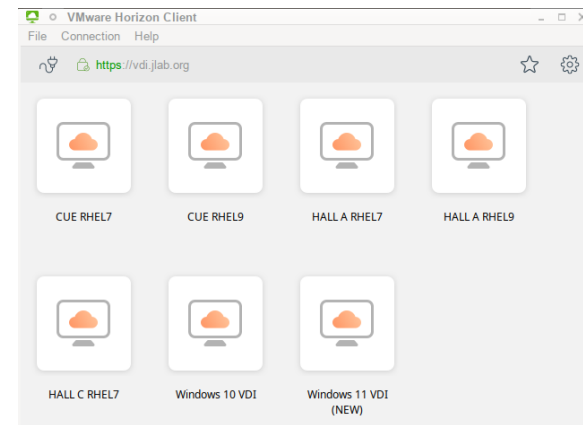 VMware Horizon Client
File Connection Help
https://vdi.jlab.org
CUE RHEL7 CUE RHEL9 HALL A RHEL7 HALL A RHEL9
HALL C RHEL7 Windows 10 VDI Windows 11 VDI
(NEW)